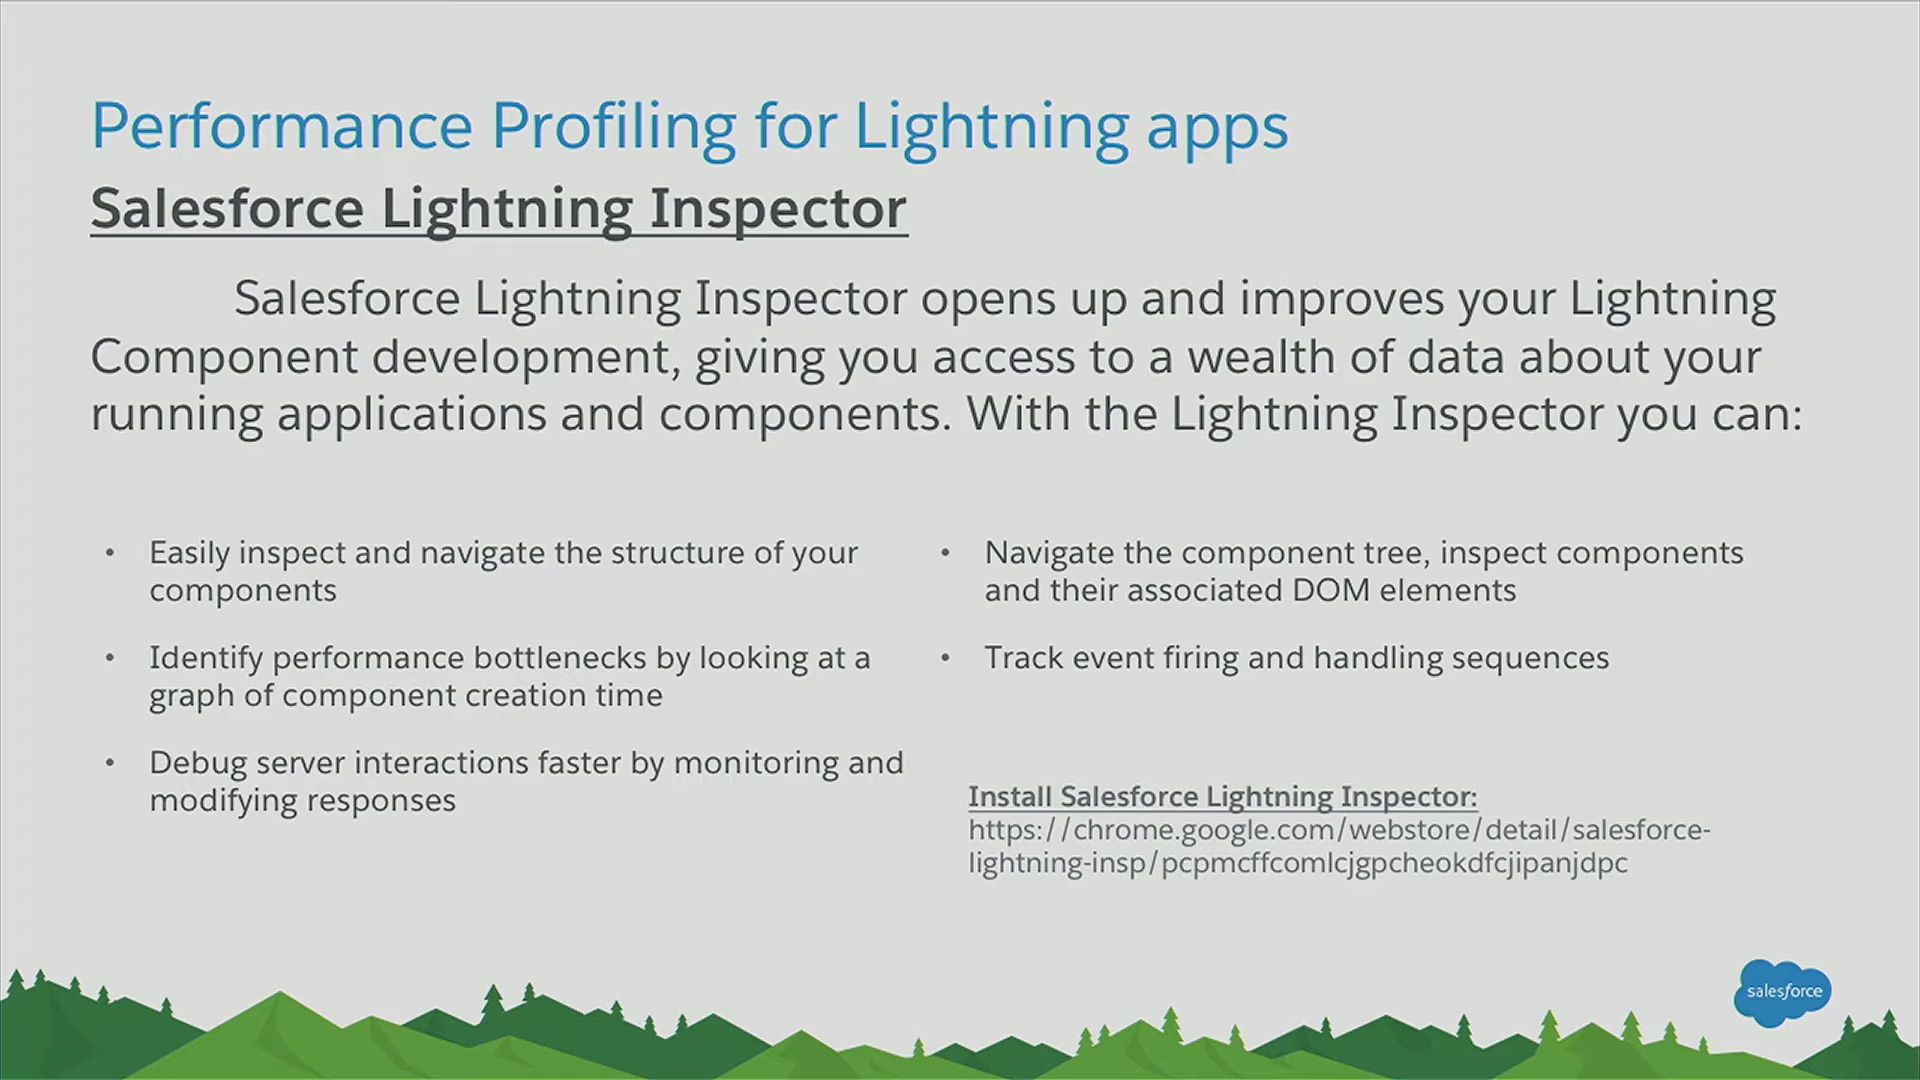 Performance Profiling for Lightning apps
Salesforce Lightning Inspector
Salesforce Lightning Inspector opens up and improves your Lightning
Component development, giving you access to a wealth of data about your
running applications and components. With the Lightning Inspector you can:
• Easily inspect and navigate the structure of your
components
• Identify performance bottlenecks by looking at a
graph of component creation time
• Debug server interactions faster by monitoring and
modifying responses
• Navigate the component tree, inspect components
and their associated DOM elements
• Track event firing and handling sequences
Install Salesforce Lightning Inspector:
https://chrome.google.com/webstore/detail/salesforce-
lightning-insp/pcpmcffcomlcjgpcheokdfcjipanjdpc
salesforce